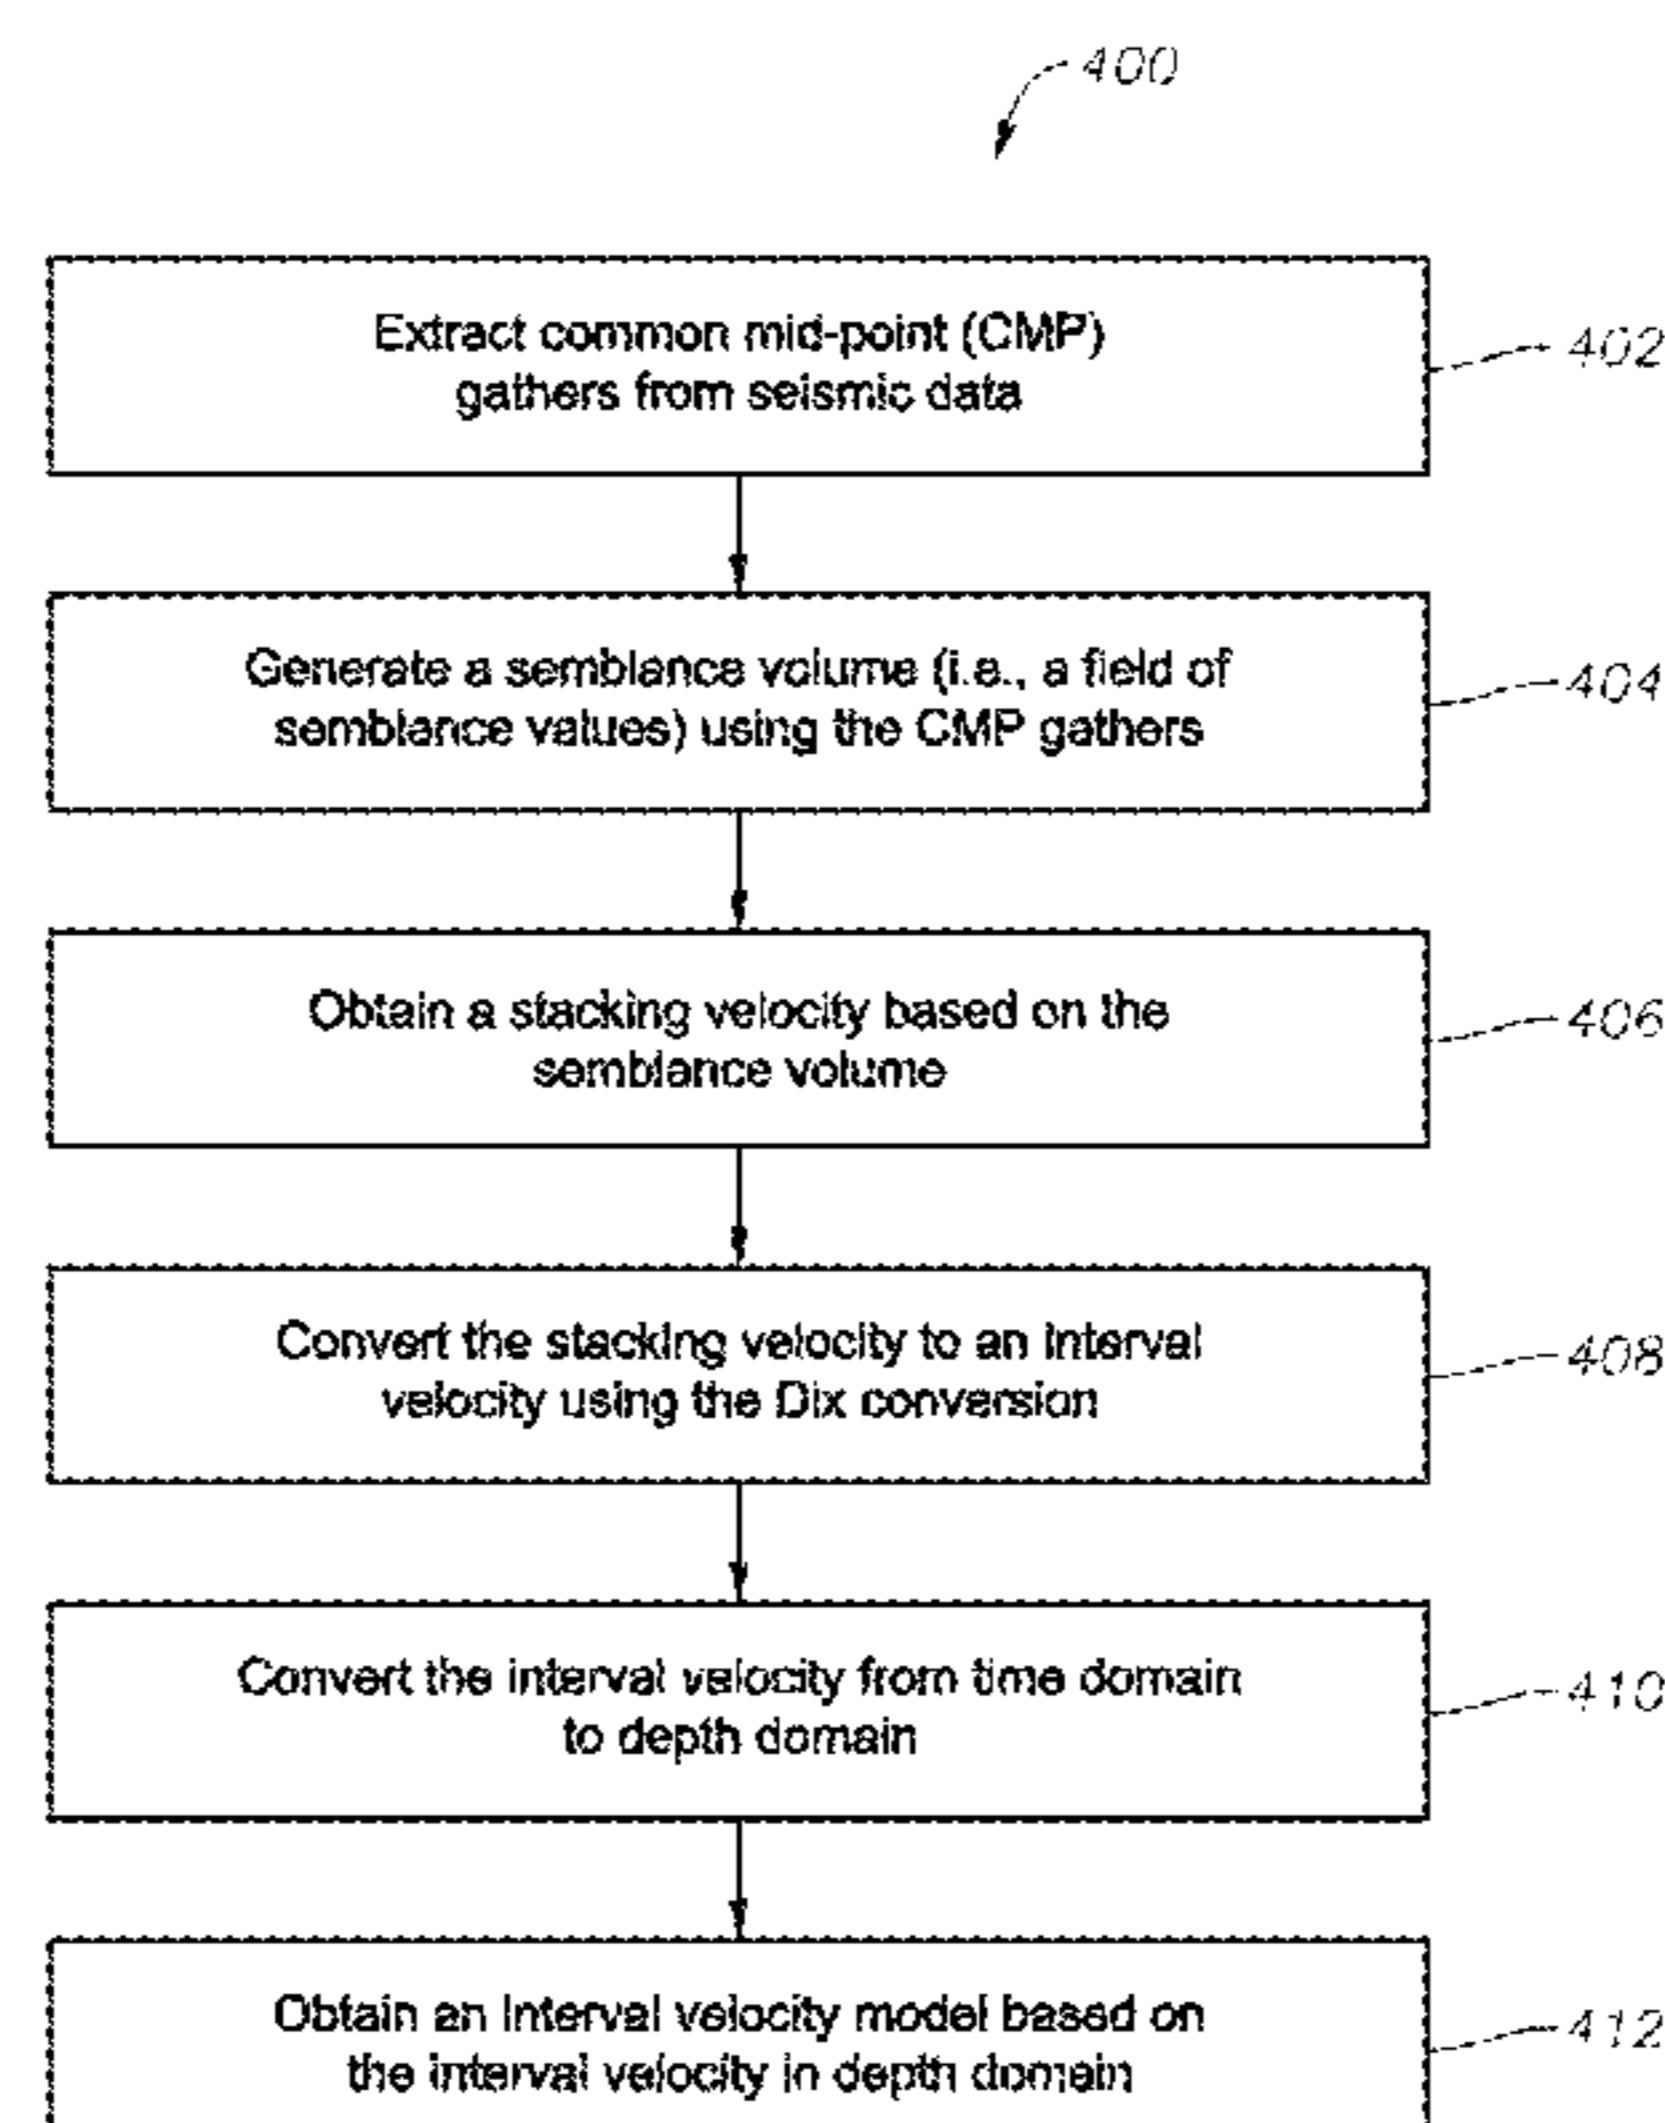 400
Extract common mid-point (CMP)
gathers from seismic data
402
Generate a semblance volume (i.e., a field of
semblance values) using the CMP gathers
404
Obtain a stacking velocity based on the
semblance volume
406
Convert the stacking velocity to an interval
velocity using the Dix conversion
408
Convert the interval velocity from time domain
to depth domain
410
Obtain an interval velocity model based on
the interval velocity in depth domain
412